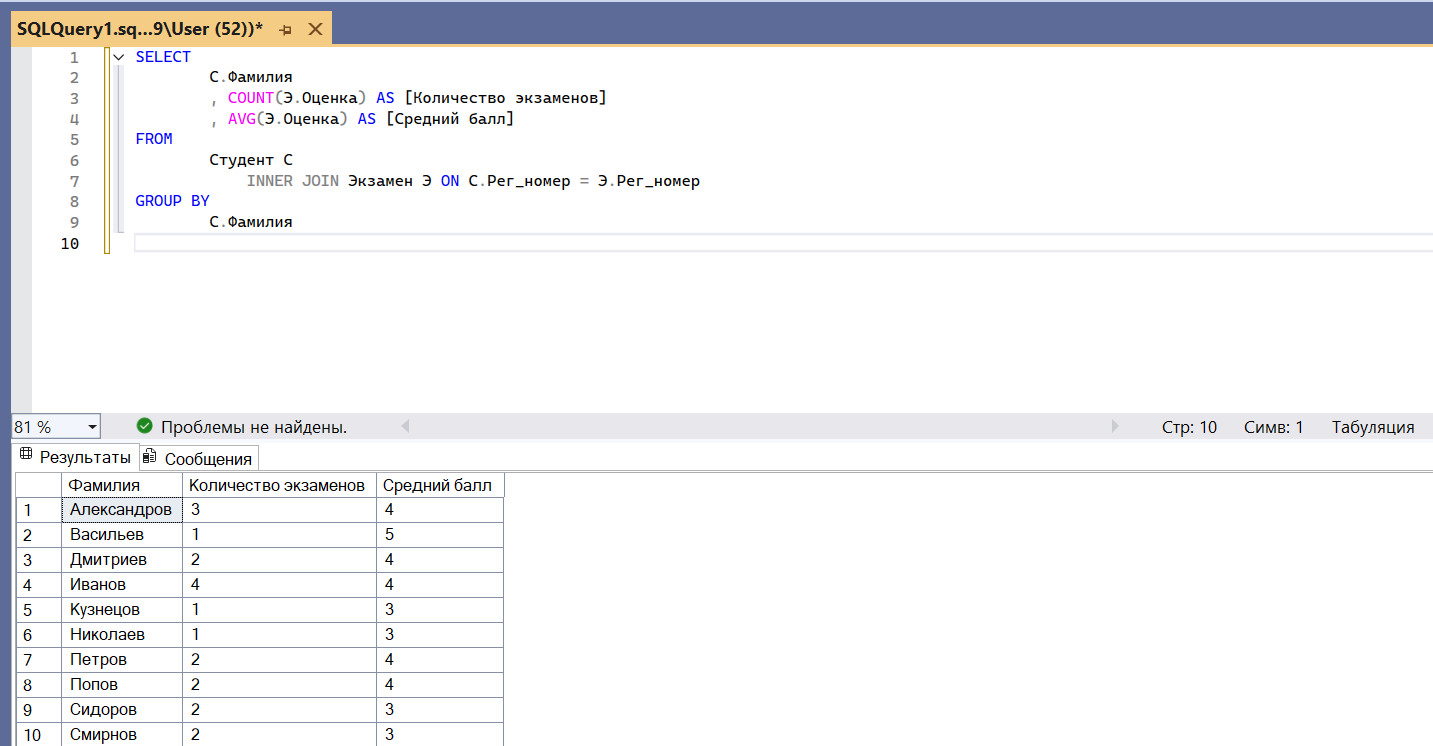 SQLQuery1.sq...9\User (52))*
1 SELECT
2 С.Фамилия
3 , COUNT(Э.Оценка) AS [Количество экзаменов]
4 , AVG(Э.Оценка) AS [Средний балл]
5 FROM
6 Студент С
7 INNER JOIN Экзамен Э ON С.Рег_номер = Э.Рег_номер
8 GROUP BY
9 С.Фамилия
10
81 % Проблемы не найдены. Стр: 10 Симв: 1 Табуляция
Результаты Сообщения
Фамилия Количество экзаменов Средний балл
1 Александров 3 4
2 Васильев 1 5
3 Дмитриев 2 4
4 Иванов 4 4
5 Кузнецов 1 3
6 Николаев 1 3
7 Петров 2 4
8 Попов 2 4
9 Сидоров 2 3
10 Смирнов 2 3